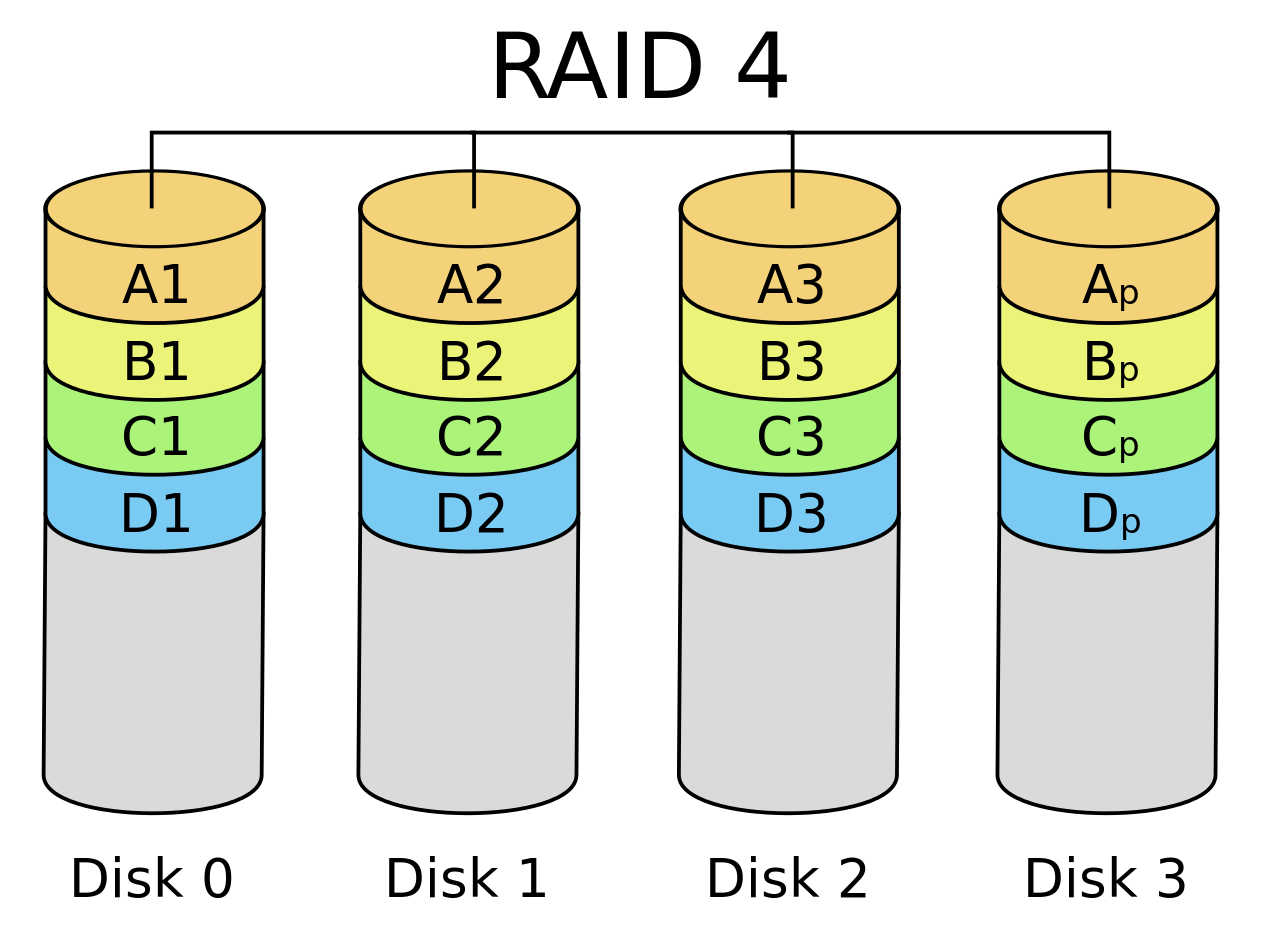 RAID 4
A1 A2 A3 Ap
B1 B2 B3 Bp
C1 C2 C3 Cp
D1 D2 D3 Dp
Disk 0 Disk 1 Disk 2 Disk 3